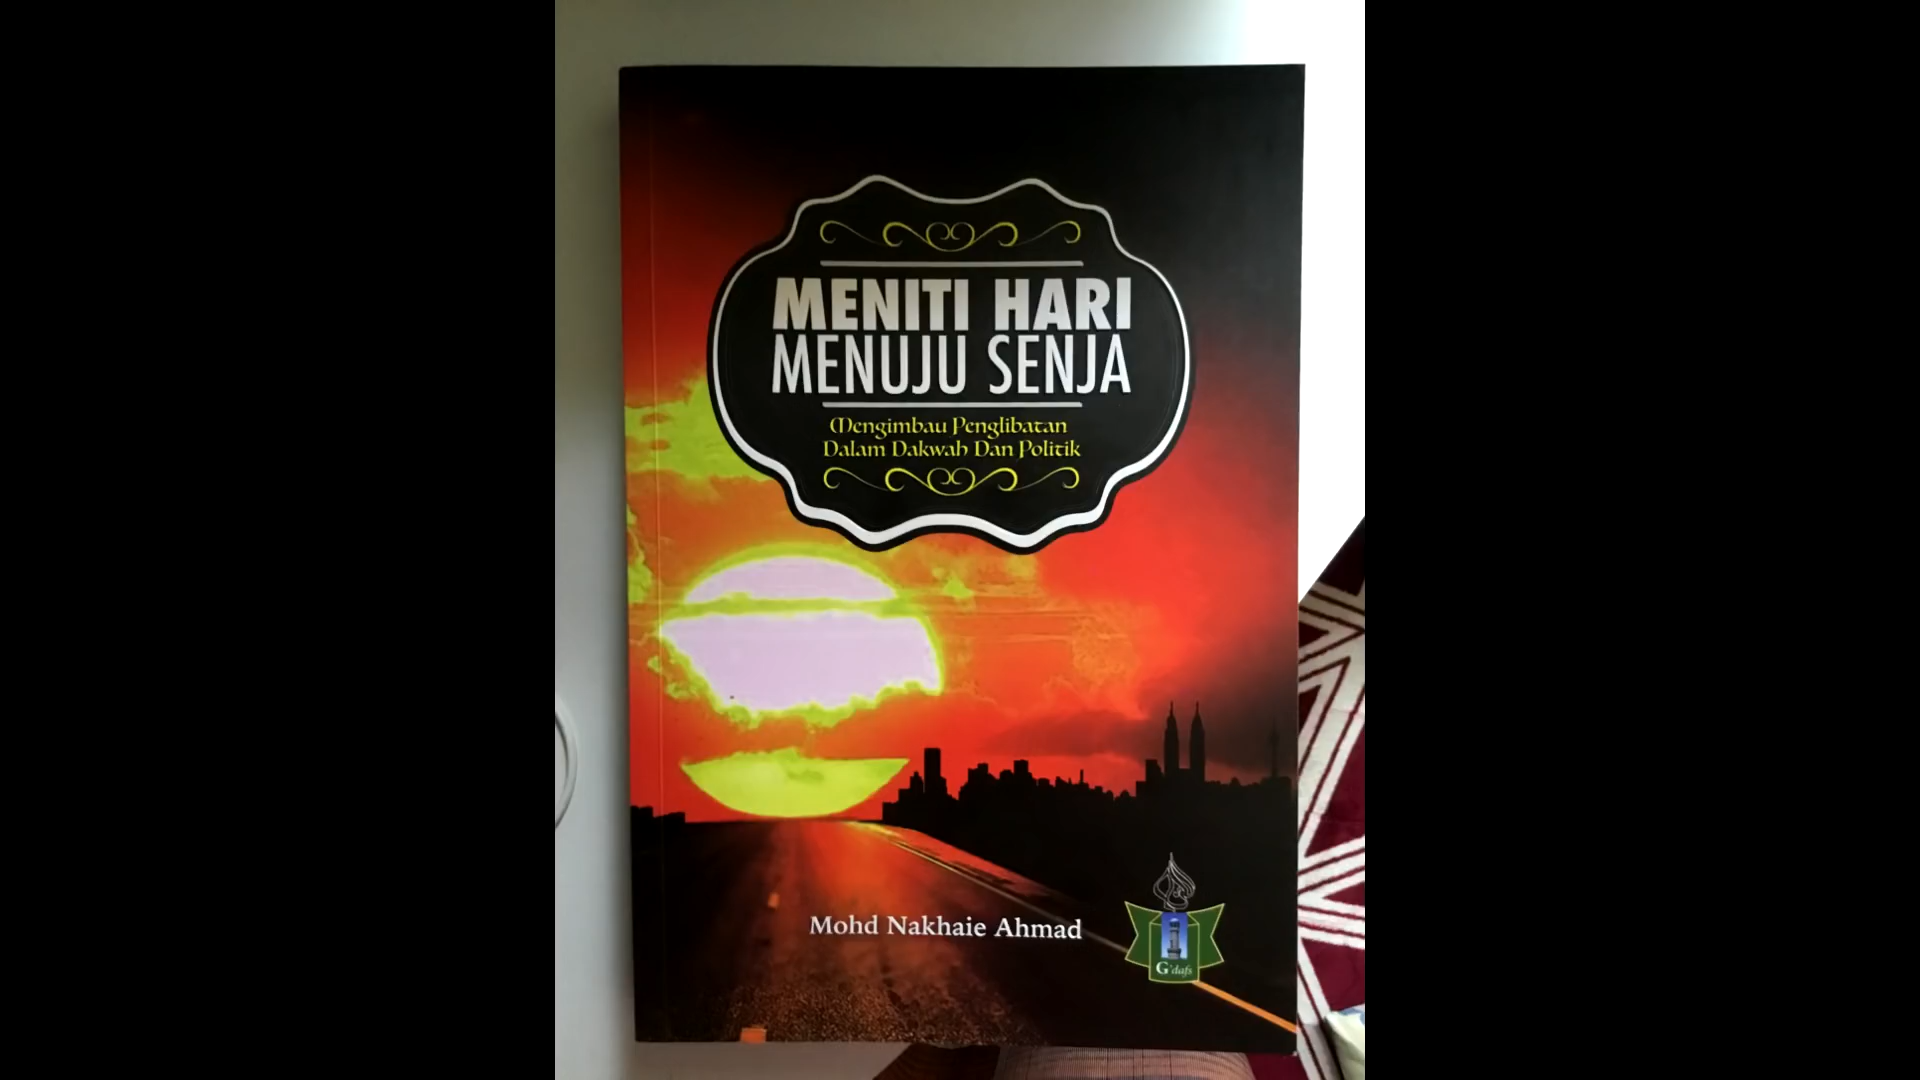 MENITI HARI
MENUJU SENJA
Mengimbau Penglibatan
Dalam Dakwah Dan Politik
Mohd Nakhaie Ahmad
G'dafs